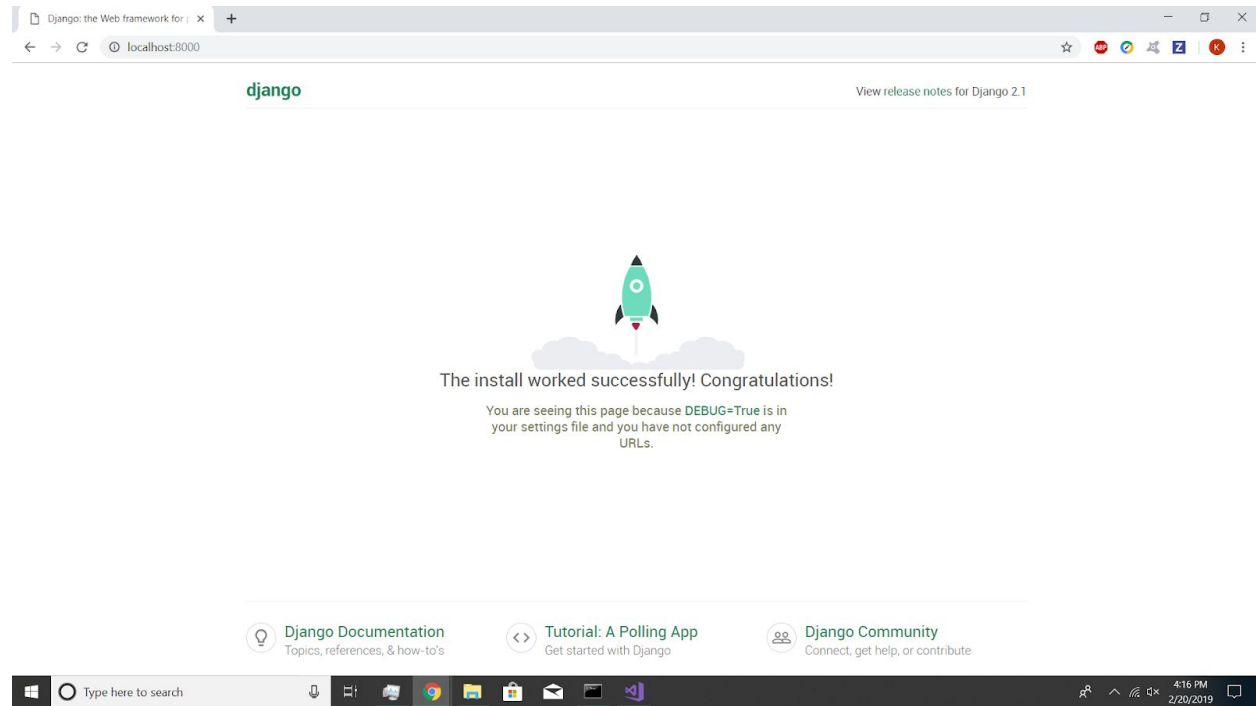 Django: the Web framework for
localhost:8000
ABP
Z
K
django
View release notes for Django 2.1
The install worked successfully! Congratulations!
You are seeing this page because DEBUG=True is in
your settings file and you have not configured any
URLs.
Django Documentation
Topics, references, & how-to's
Tutorial: A Polling App
Get started with Django
Django Community
Connect, get help, or contribute
Type here to search
4:16 PM
2/20/2019